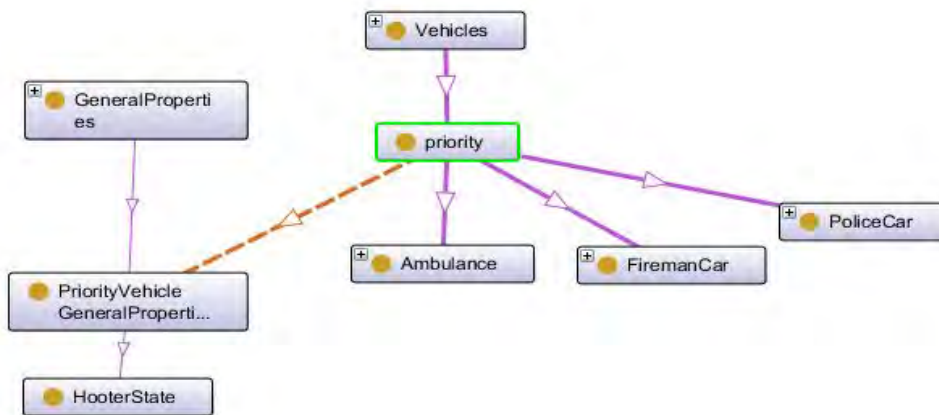 Vehicles
GeneralProperti
es
priority
PoliceCar
Ambulance
FiremanCar
PriorityVehicle
GeneralProperti...
HooterState